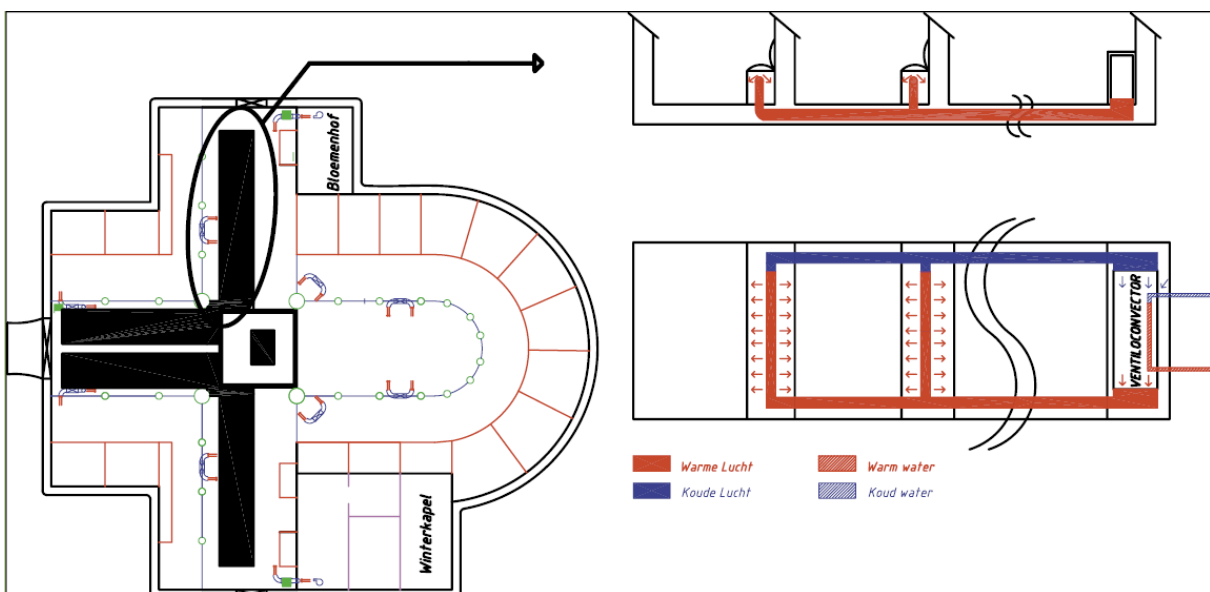 Bloemenhof
Winterkapel
VENTILOCONVECTOR
Warme Lucht
Warm water
Koude Lucht
Koud water